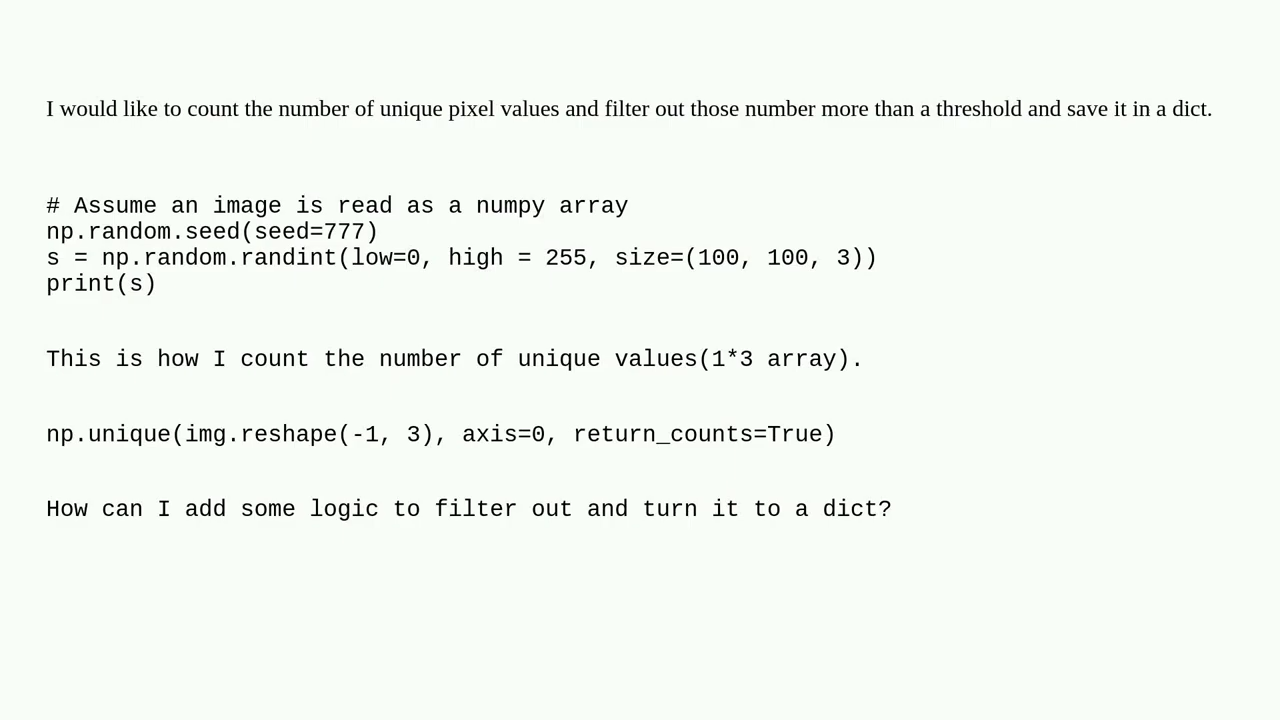 I would like to count the number of unique pixel values and filter out those number more than a threshold and save it in a dict.
# Assume an image is read as a numpy array
np.random.seed(seed=777)
s = np.random.randint(low=0, high = 255, size=(100, 100, 3))
print(s)
This is how I count the number of unique values(1*3 array).
np.unique(img.reshape(-1, 3), axis=0, return_counts=True)
How can I add some logic to filter out and turn it to a dict?